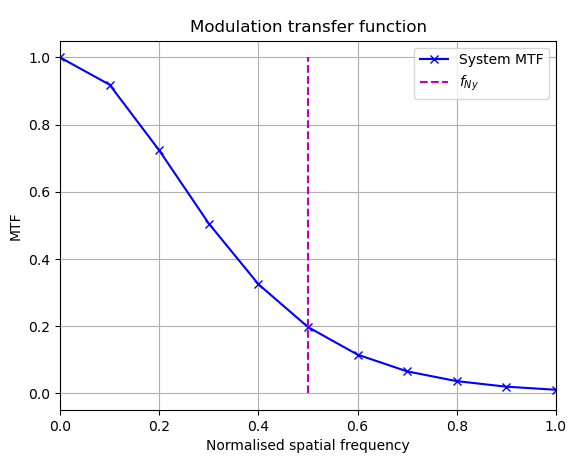 Modulation transfer function
System MTF
f_Ny
MTF
1.0
0.8
0.6
0.4
0.2
0.0
0.0 0.2 0.4 0.6 0.8 1.0
Normalised spatial frequency